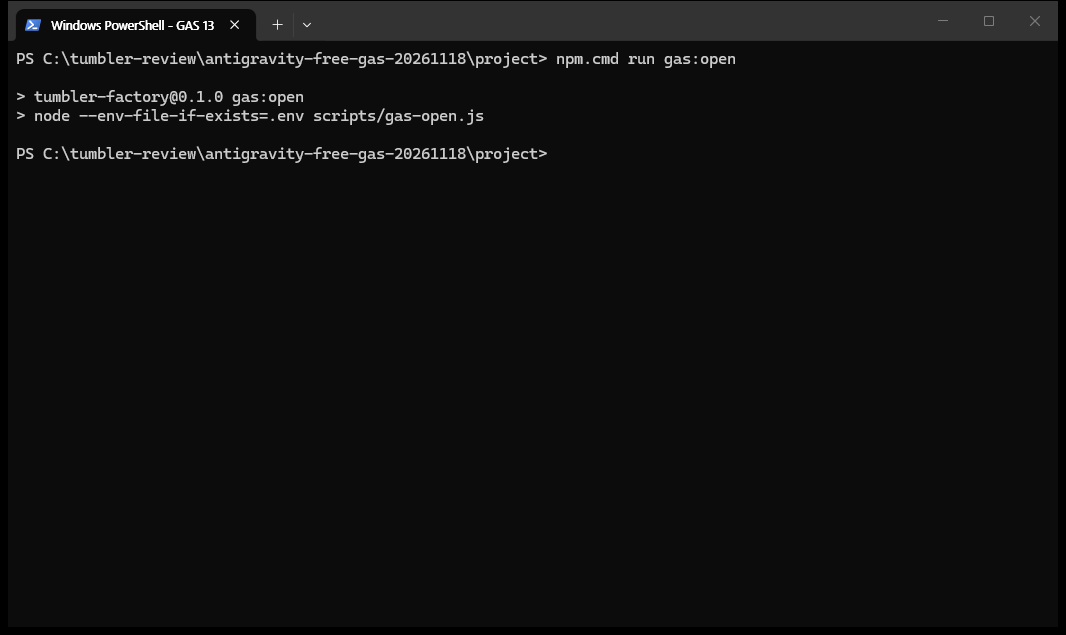 Windows PowerShell - GAS 13
PS C:\tumbler-review\antigravity-free-gas-20261118\project> npm.cmd run gas:open
> tumbler-factory@0.1.0 gas:open
> node --env-file-if-exists=.env scripts/gas-open.js
PS C:\tumbler-review\antigravity-free-gas-20261118\project>